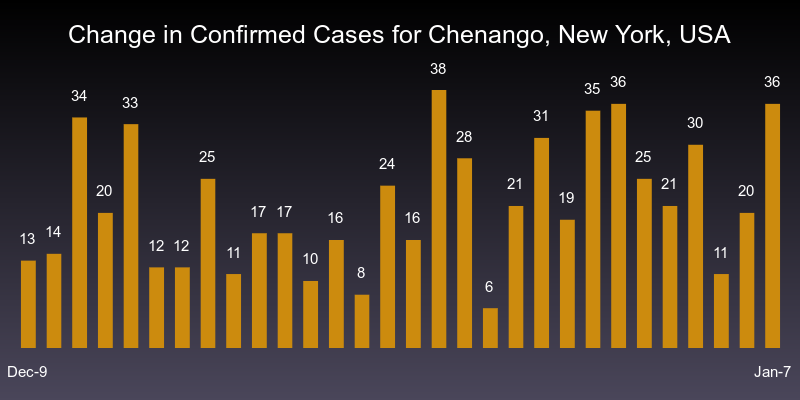 Change in Confirmed Cases for Chenango, New York, USA
13 14 34 20 33 12 12 25 11 17 17 10 16 8 24 16 38 28 6 21 31 19 35 36 25 21 30 11 20 36
Dec-9 Jan-7